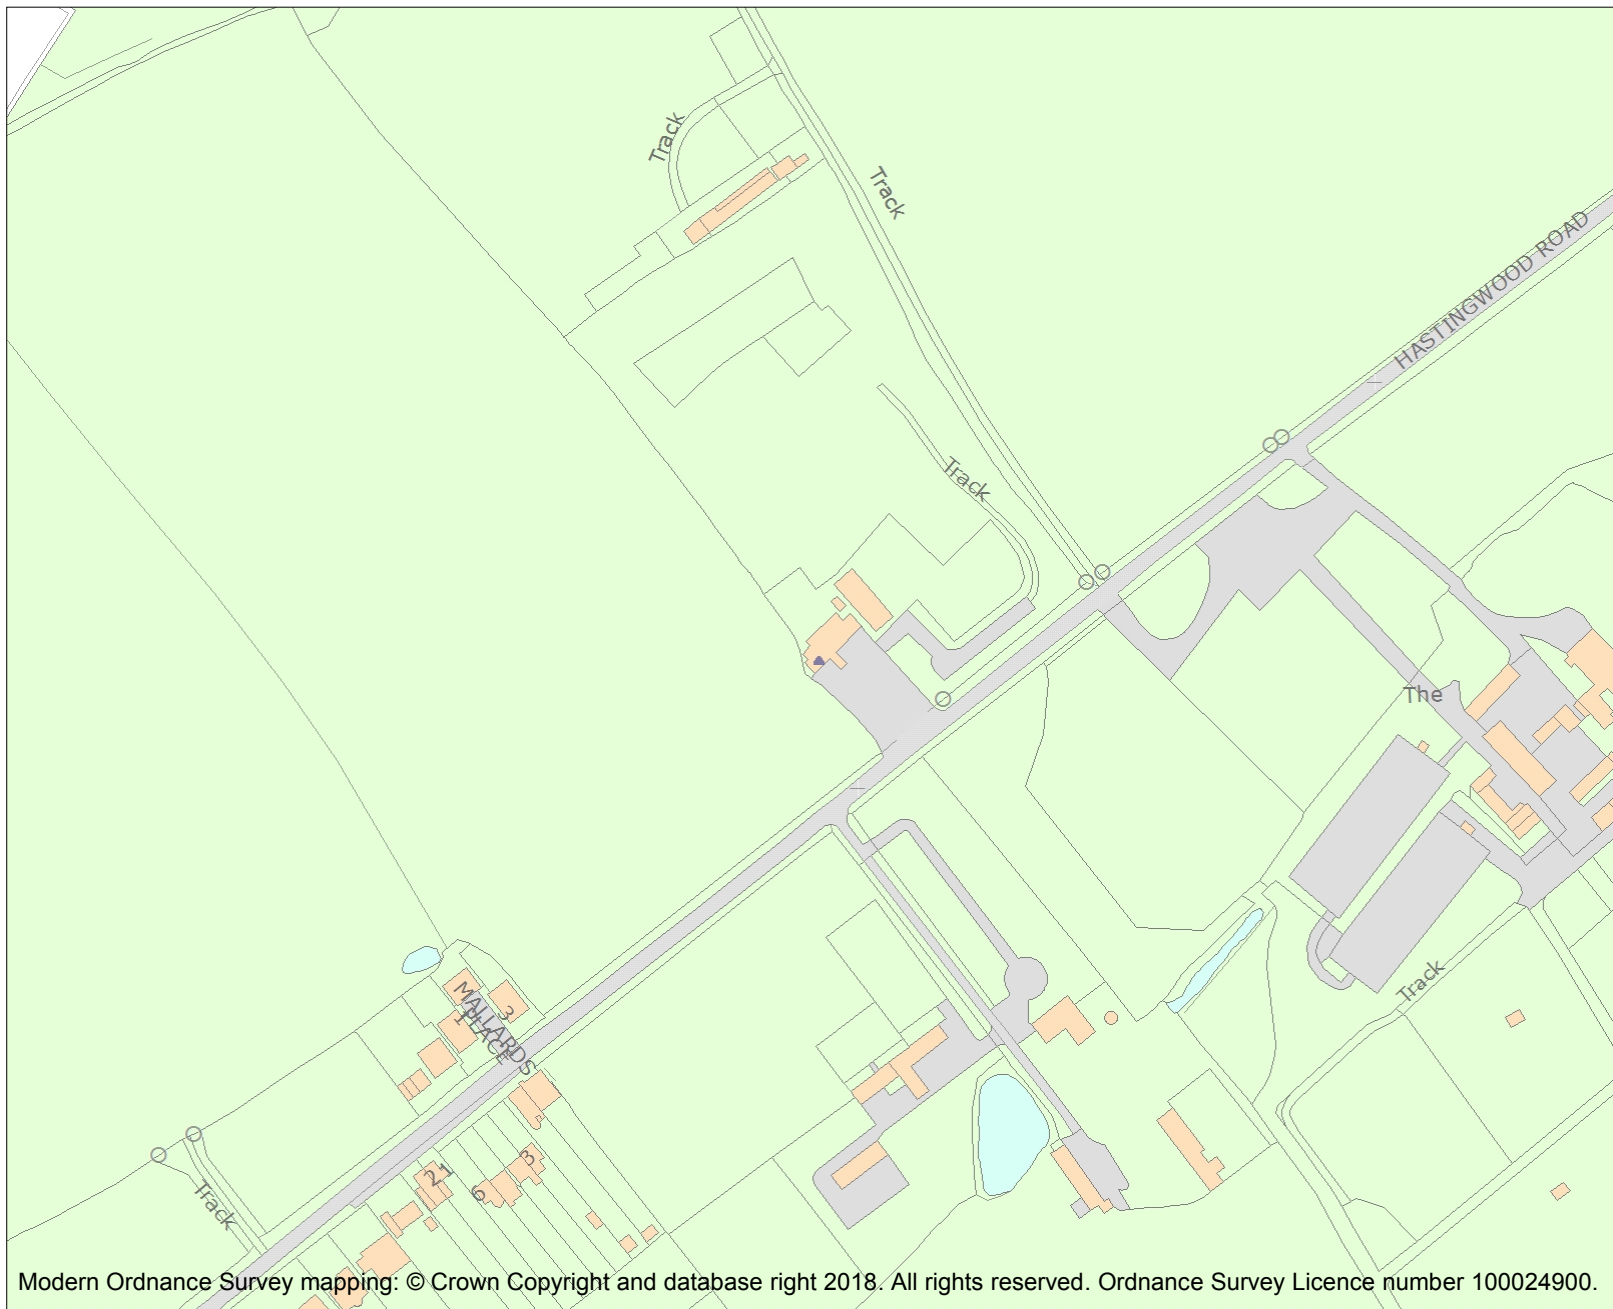 Track
Track
HASTINGWOOD ROAD
Track
The
Track
MALLARDS
PLACE
3
1
21
6
3
Track
Modern Ordnance Survey mapping: © Crown Copyright and database right 2018. All rights reserved. Ordnance Survey Licence number 100024900.